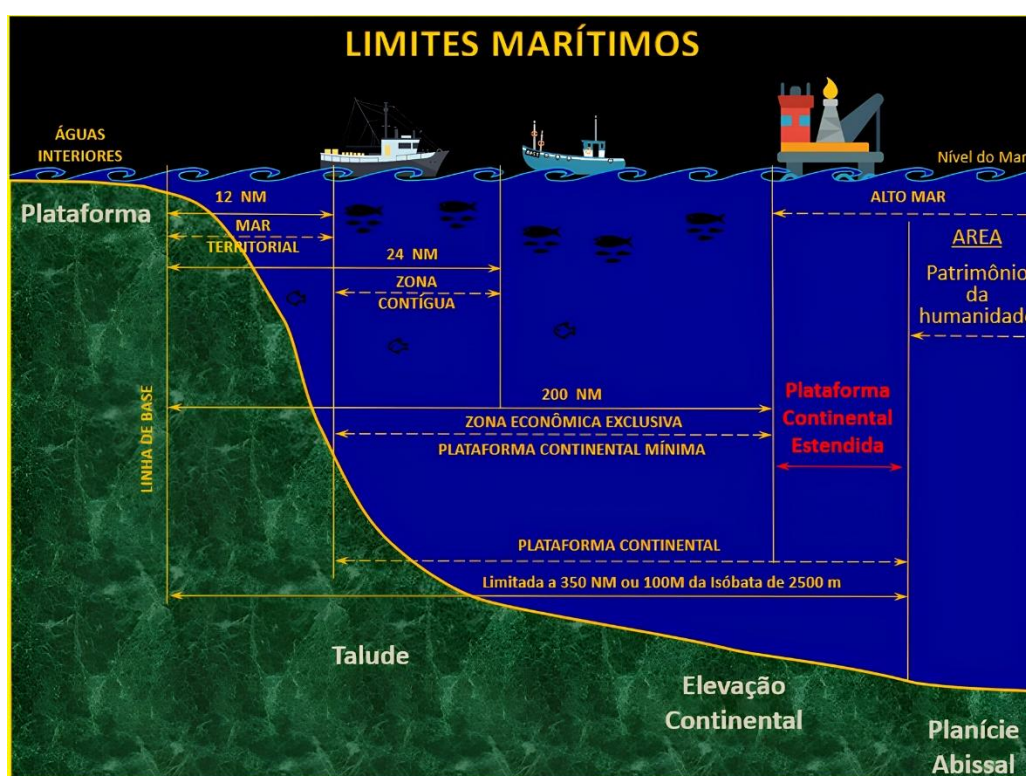 LIMITES MARÍTIMOS
ÁGUAS
INTERIORES
Nível do Mar
Plataforma
12 NM
MAR
TERRITORIAL
ALTO MAR
24 NM
ZONA
CONTÍGUA
AREA
Patrimônio
da
humanidade
LINHA DE BASE
200 NM
ZONA ECONÔMICA EXCLUSIVA
PLATAFORMA CONTINENTAL MÍNIMA
Plataforma
Continental
Estendida
PLATAFORMA CONTINENTAL
Limitada a 350 NM ou 100M da Isóbata de 2500 m
Talude
Elevação
Continental
Planície
Abissal